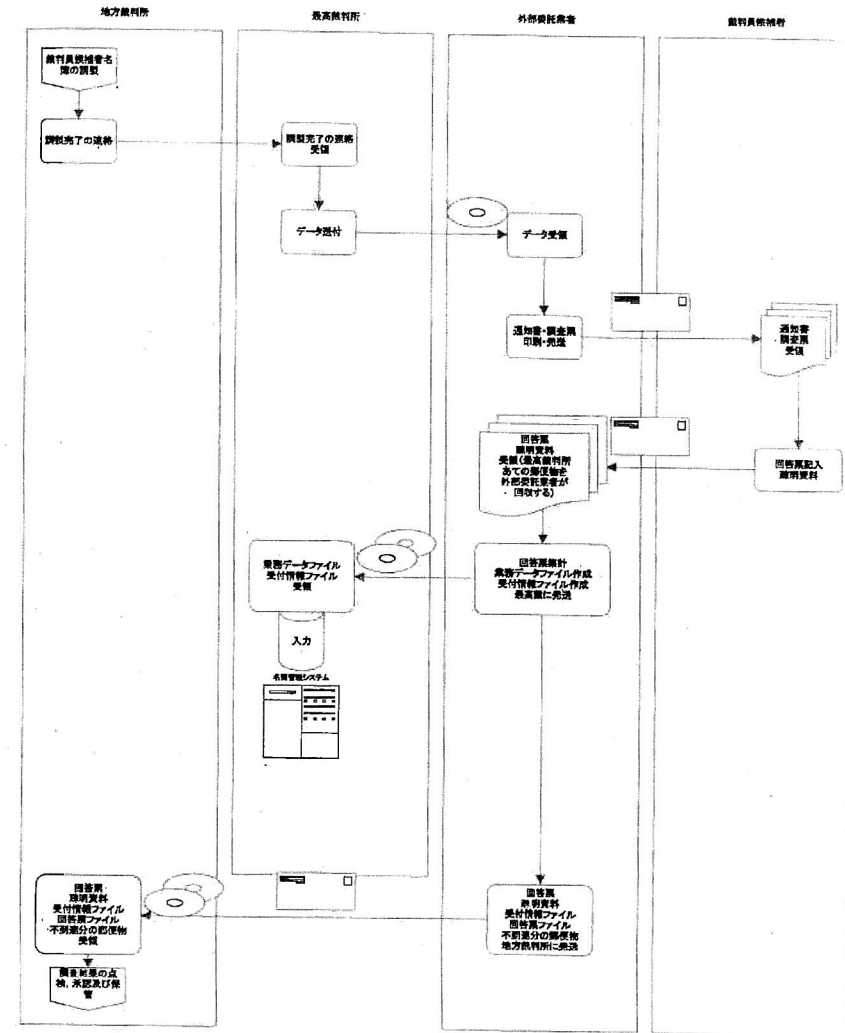 地方裁判所
最高裁判所
外部委託業者
裁判員候補者
裁判員候補者名
簿の調製
調製完了の連絡
調製完了の連絡
受領
データ送付
データ受領
通知書・調査票
印刷・発送
通知書
調査票
受領
回答票
疎明資料
受領(最高裁判所
あての郵便物を
外部委託業者が
回収する)
回答票記入
疎明資料
業務データファイル
受付情報ファイル
受領
回答票集計
業務データファイル作成
受付情報ファイル作成
最高裁に発送
入力
名簿管理システム
回答票
疎明資料
受付情報ファイル
回答票ファイル
不到達分の郵便物
受領
回答票
疎明資料
受付情報ファイル
回答票ファイル
不到達分の郵便物
地方裁判所に発送
調査結果の点
検、承認及び保
管